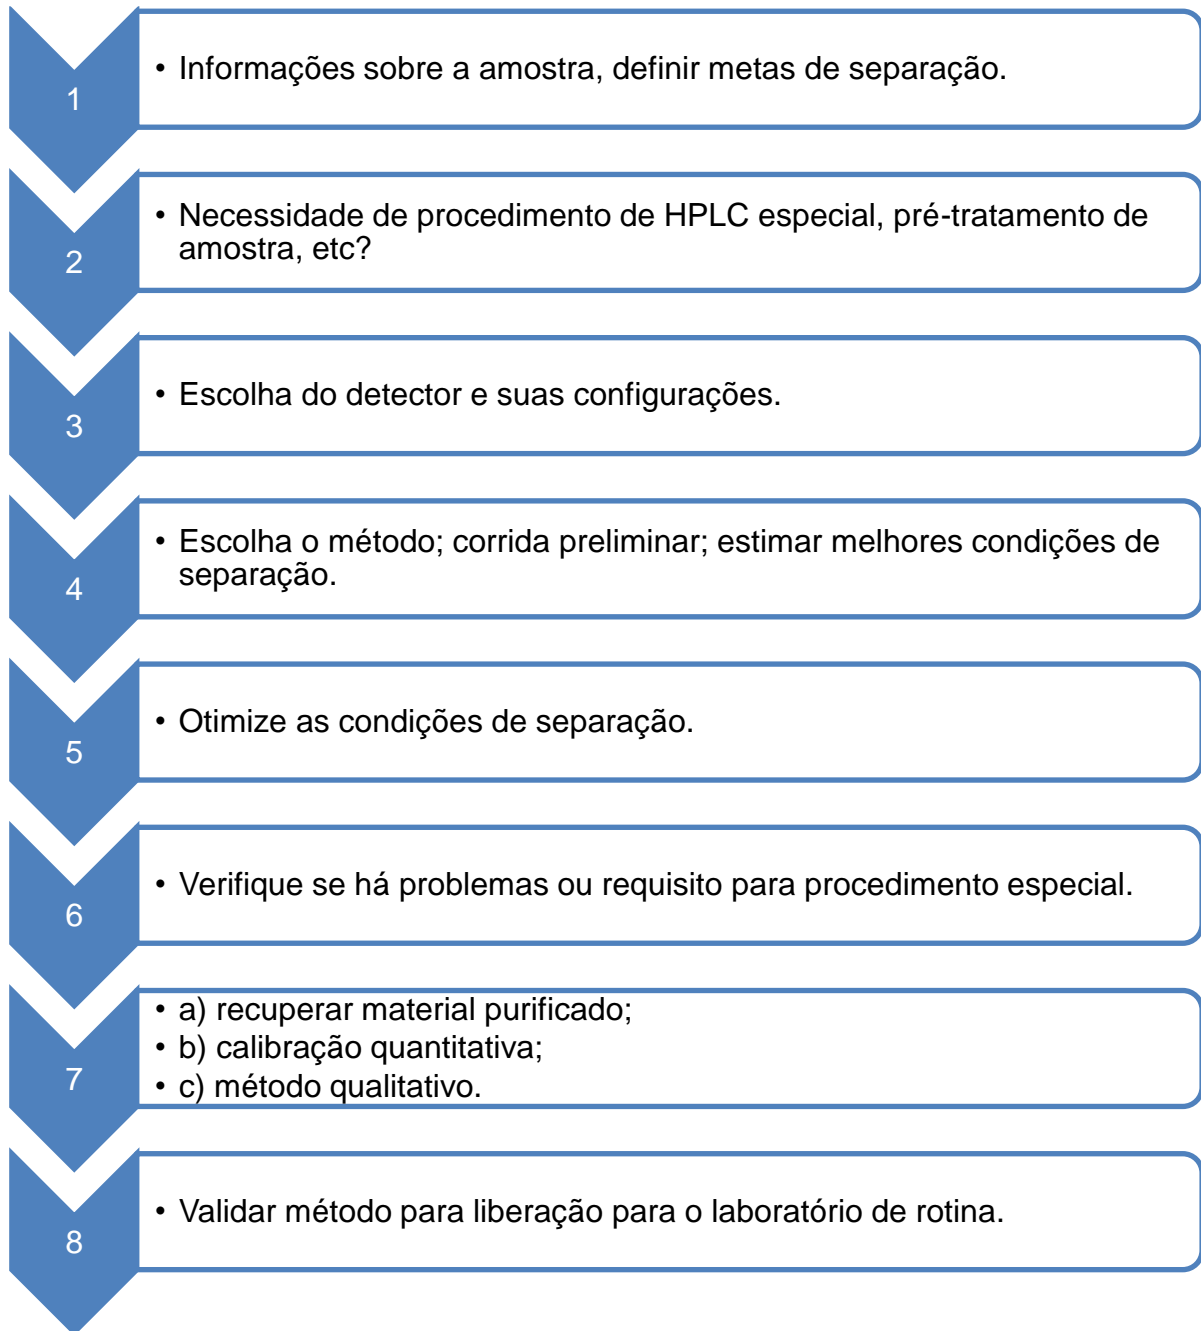 1
• Informações sobre a amostra, definir metas de separação.
2
• Necessidade de procedimento de HPLC especial, pré-tratamento de
amostra, etc?
3
• Escolha do detector e suas configurações.
4
• Escolha o método; corrida preliminar; estimar melhores condições de
separação.
5
• Otimize as condições de separação.
6
• Verifique se há problemas ou requisito para procedimento especial.
7
• a) recuperar material purificado;
• b) calibração quantitativa;
• c) método qualitativo.
8
• Validar método para liberação para o laboratório de rotina.